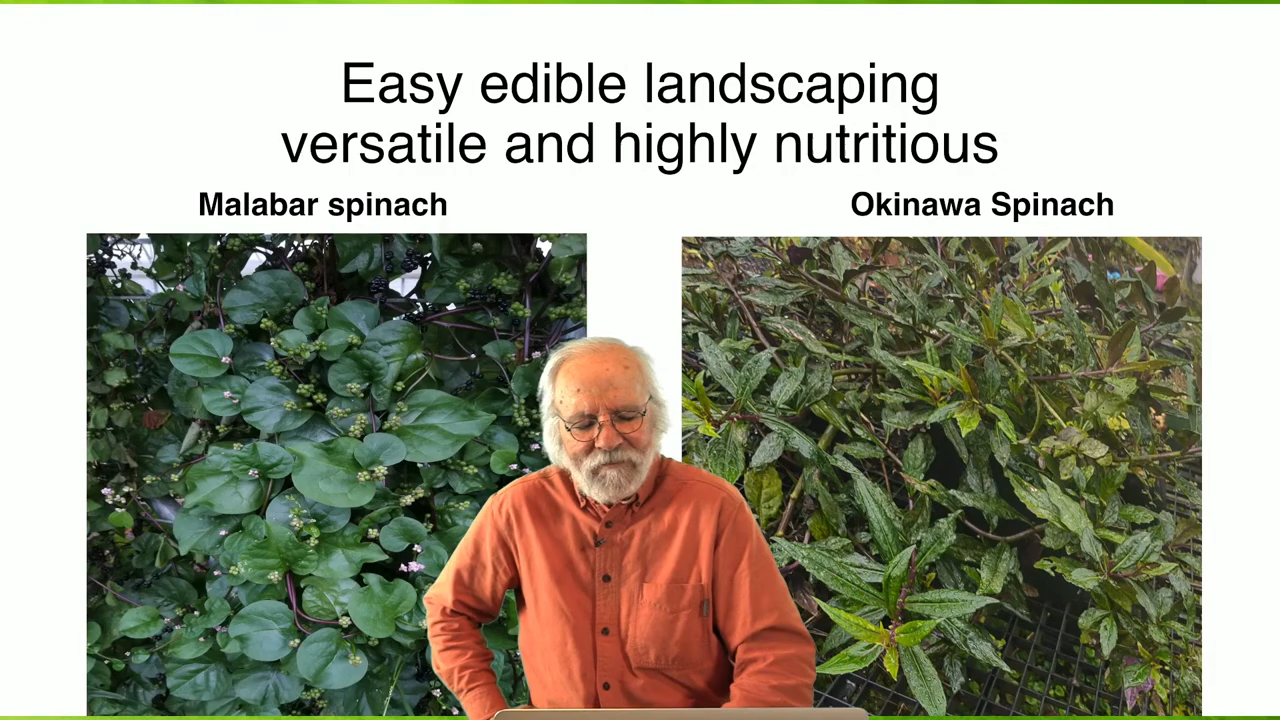 Easy edible landscaping
versatile and highly nutritious
Malabar spinach
Okinawa Spinach